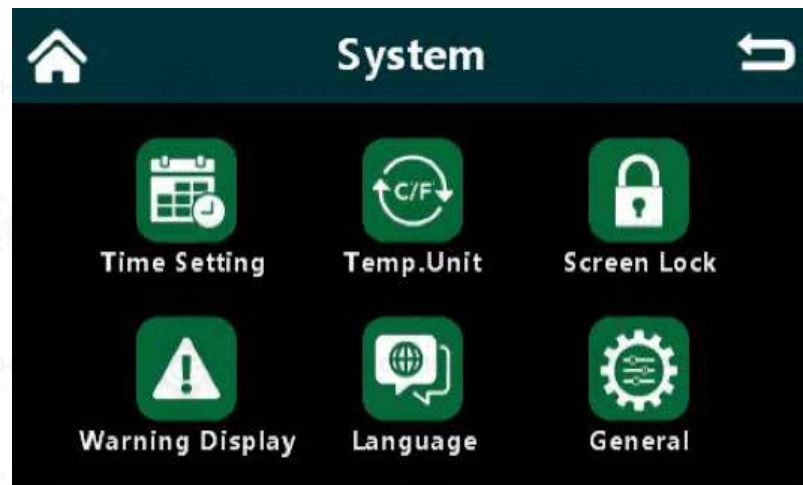 System
C/F
Time Setting
Temp.Unit
Screen Lock
Warning Display
Language
General